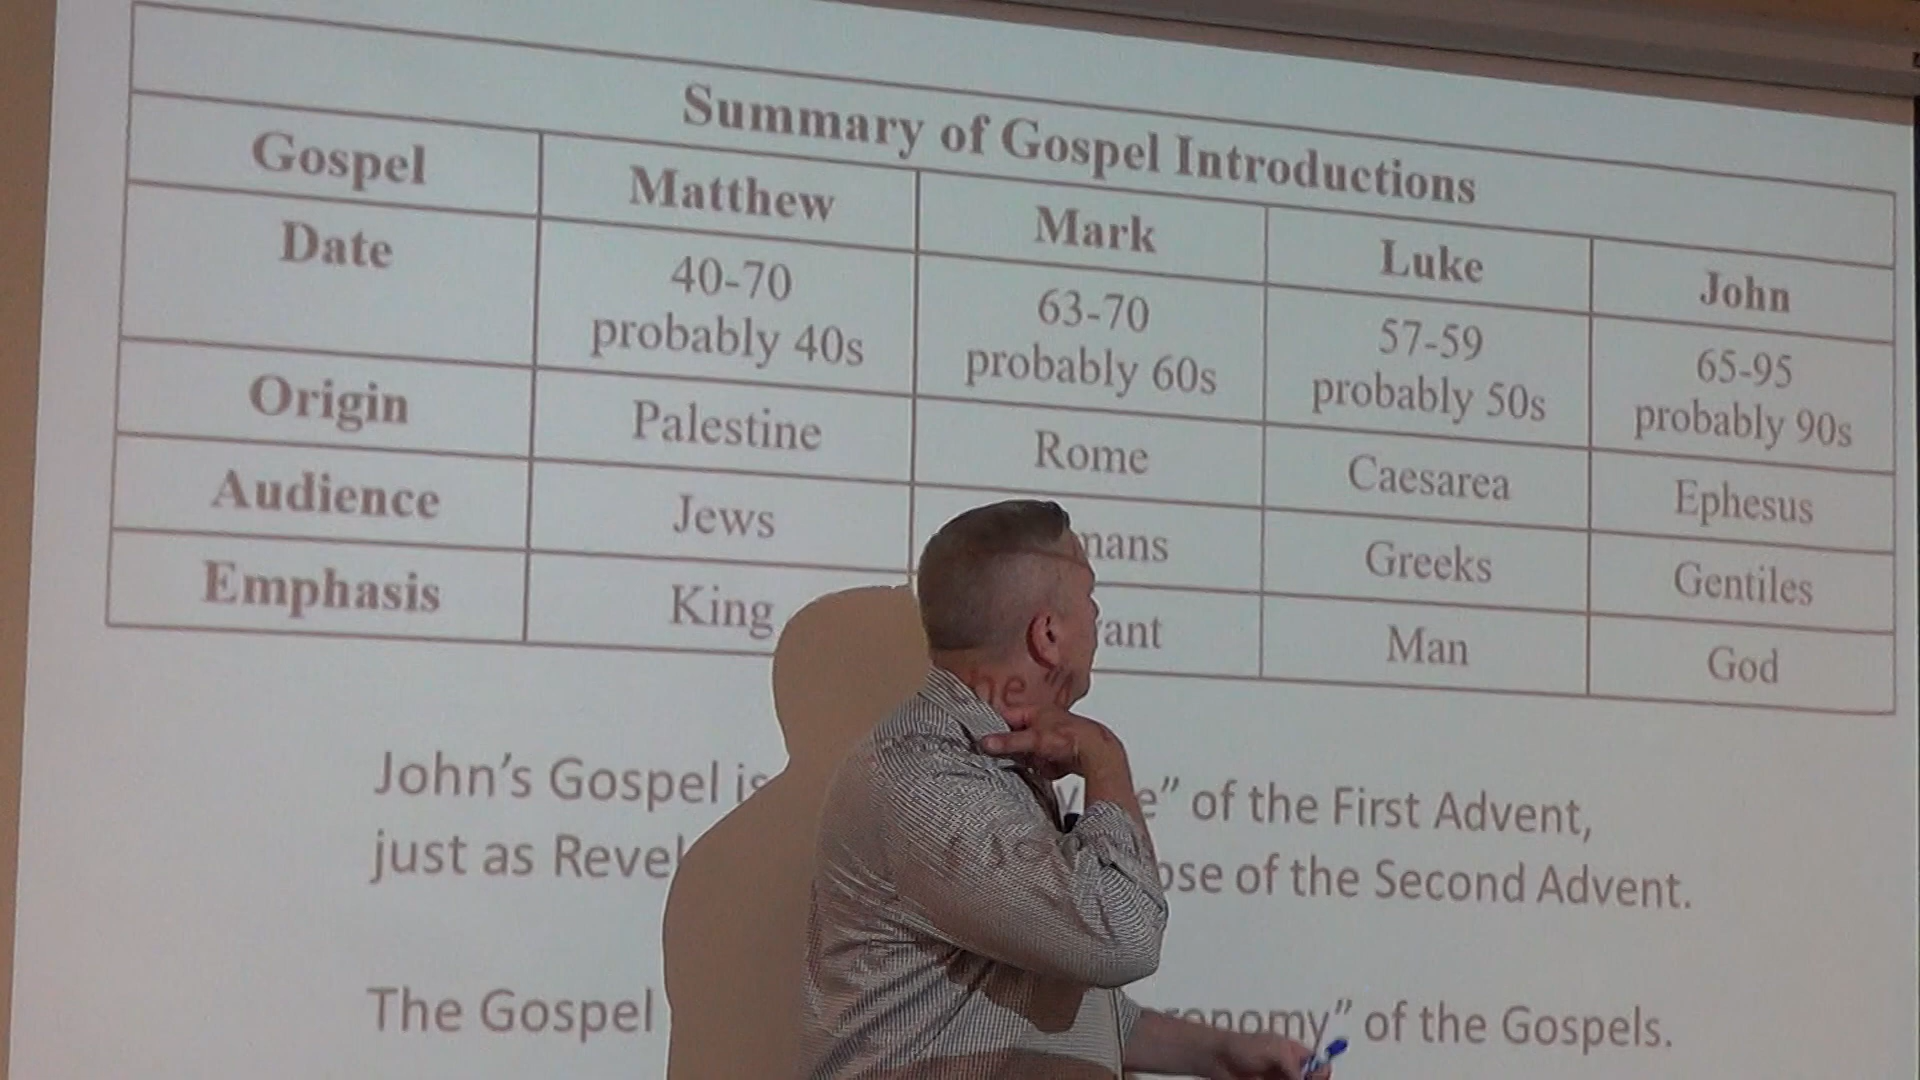 Summary of Gospel Introductions
Gospel Matthew Mark Luke John
Date 40-70 probably 40s 63-70 probably 60s 57-59 probably 50s 65-95 probably 90s
Origin Palestine Rome Caesarea Ephesus
Audience Jews mans Greeks Gentiles
Emphasis King ant Man God
John's Gospel is e" of the First Advent,
just as of the Second Advent.
The Gospel onomy" of the Gospels.